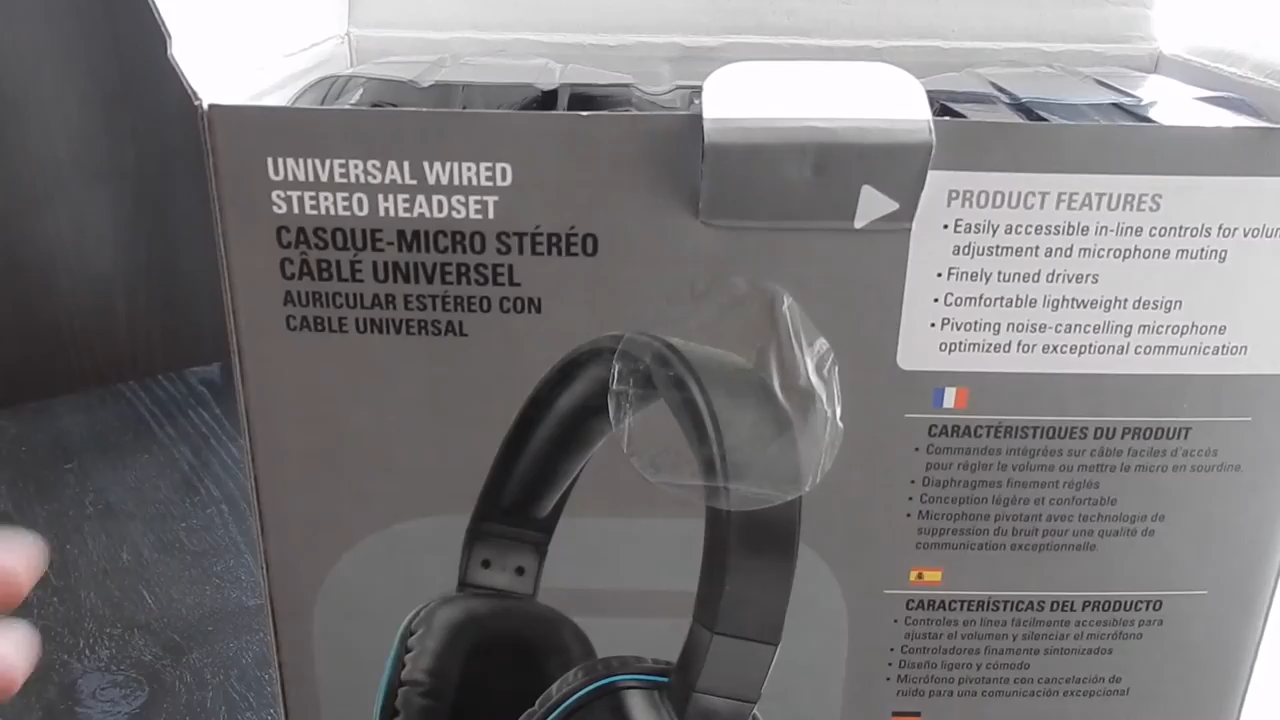 UNIVERSAL WIRED
STEREO HEADSET
CASQUE-MICRO STÉRÉO
CÂBLÉ UNIVERSEL
AURICULAR ESTÉREO CON
CABLE UNIVERSAL
PRODUCT FEATURES
• Easily accessible in-line controls for
adjustment and microphone muting
• Finely tuned drivers
• Comfortable lightweight design
• Pivoting noise-cancelling microphone
optimized for exceptional communication
CARACTÉRISTIQUES DU PRODUIT
• Commandes intégrées sur câble faciles d'accès
pour régler le volume ou mettre le micro en sourdine.
• Diaphragmes finement réglés
• Conception légère et confortable
• Microphone pivotant avec technologie de
suppression du bruit pour une qualité de
communication exceptionnelle.
CARACTERÍSTICAS DEL PRODUCTO
• Controles en línea fácilmente accesibles para
ajustar el volumen y silenciar el micrófono
• Controladores finamente sintonizados
• Diseño ligero y cómodo
• Micrófono pivotante con cancelación de
ruido para una comunicación excepcional